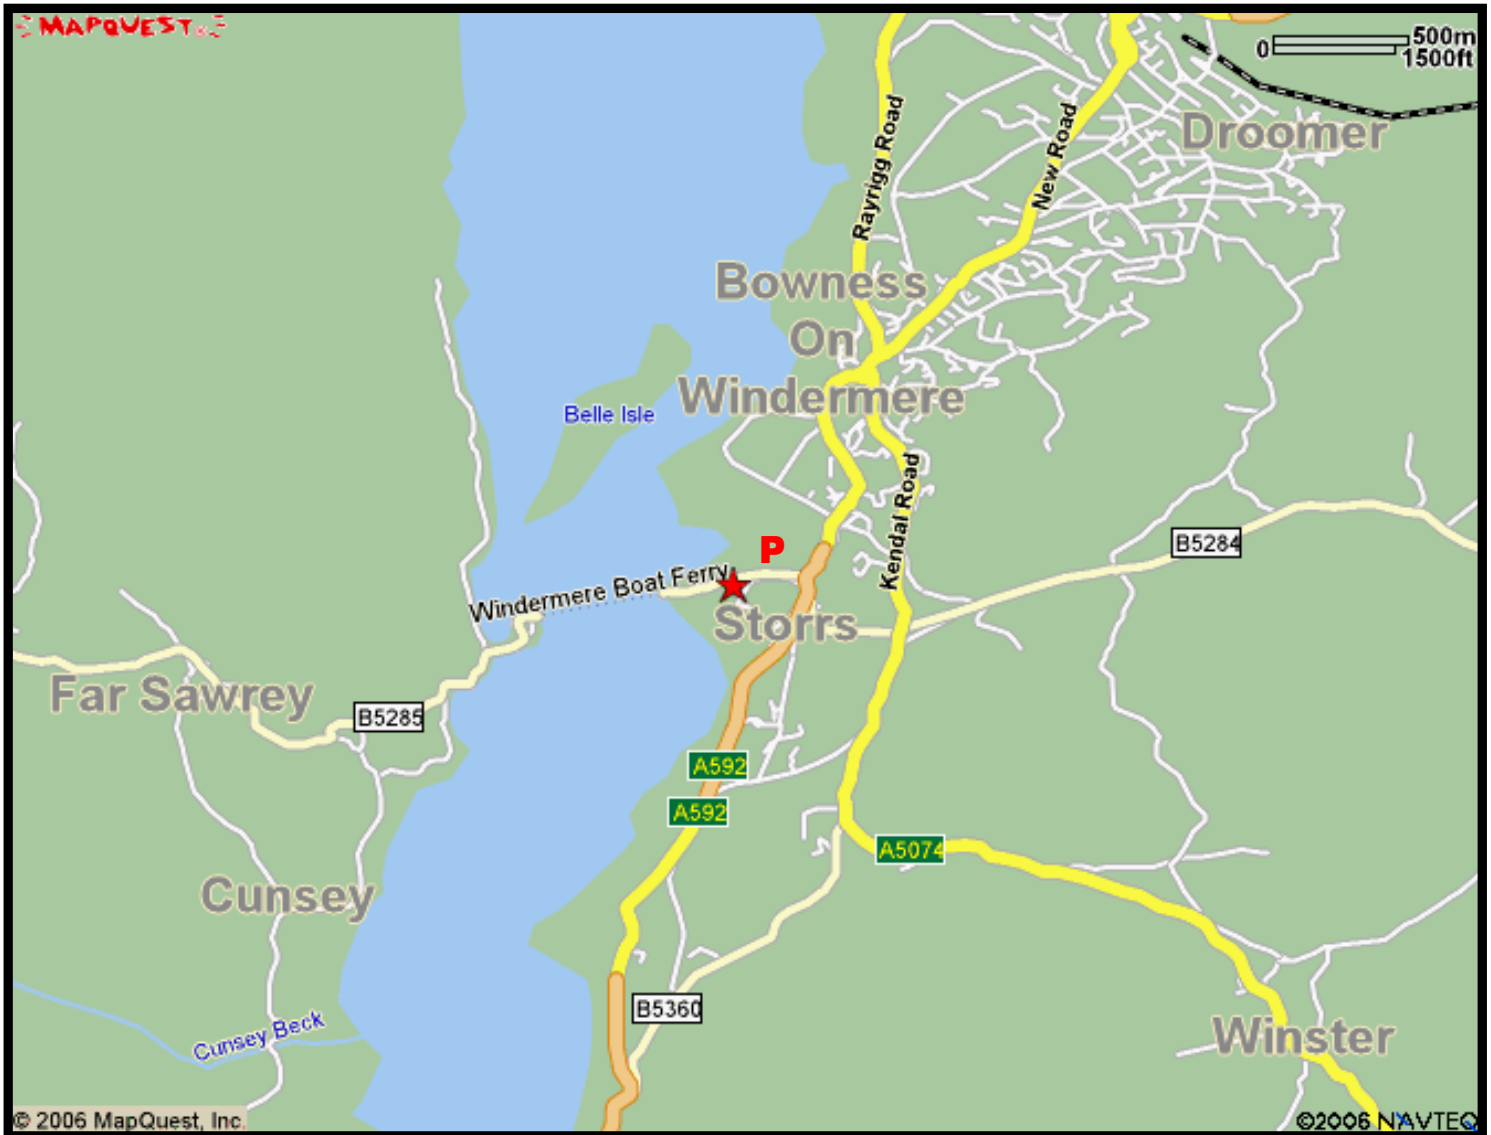 MAPQUEST
0
500m
1500ft
Droomer
Rayrigg Road
New Road
Bowness
On
Windermere
Belle Isle
Kendal Road
B5284
P
Windermere Boat Ferry
Storrs
Far Sawrey
B5285
A592
A592
A5074
Cunsey
B5360
Cunsey Beck
Winster
© 2006 MapQuest, Inc.
©2006 NAVTEQ